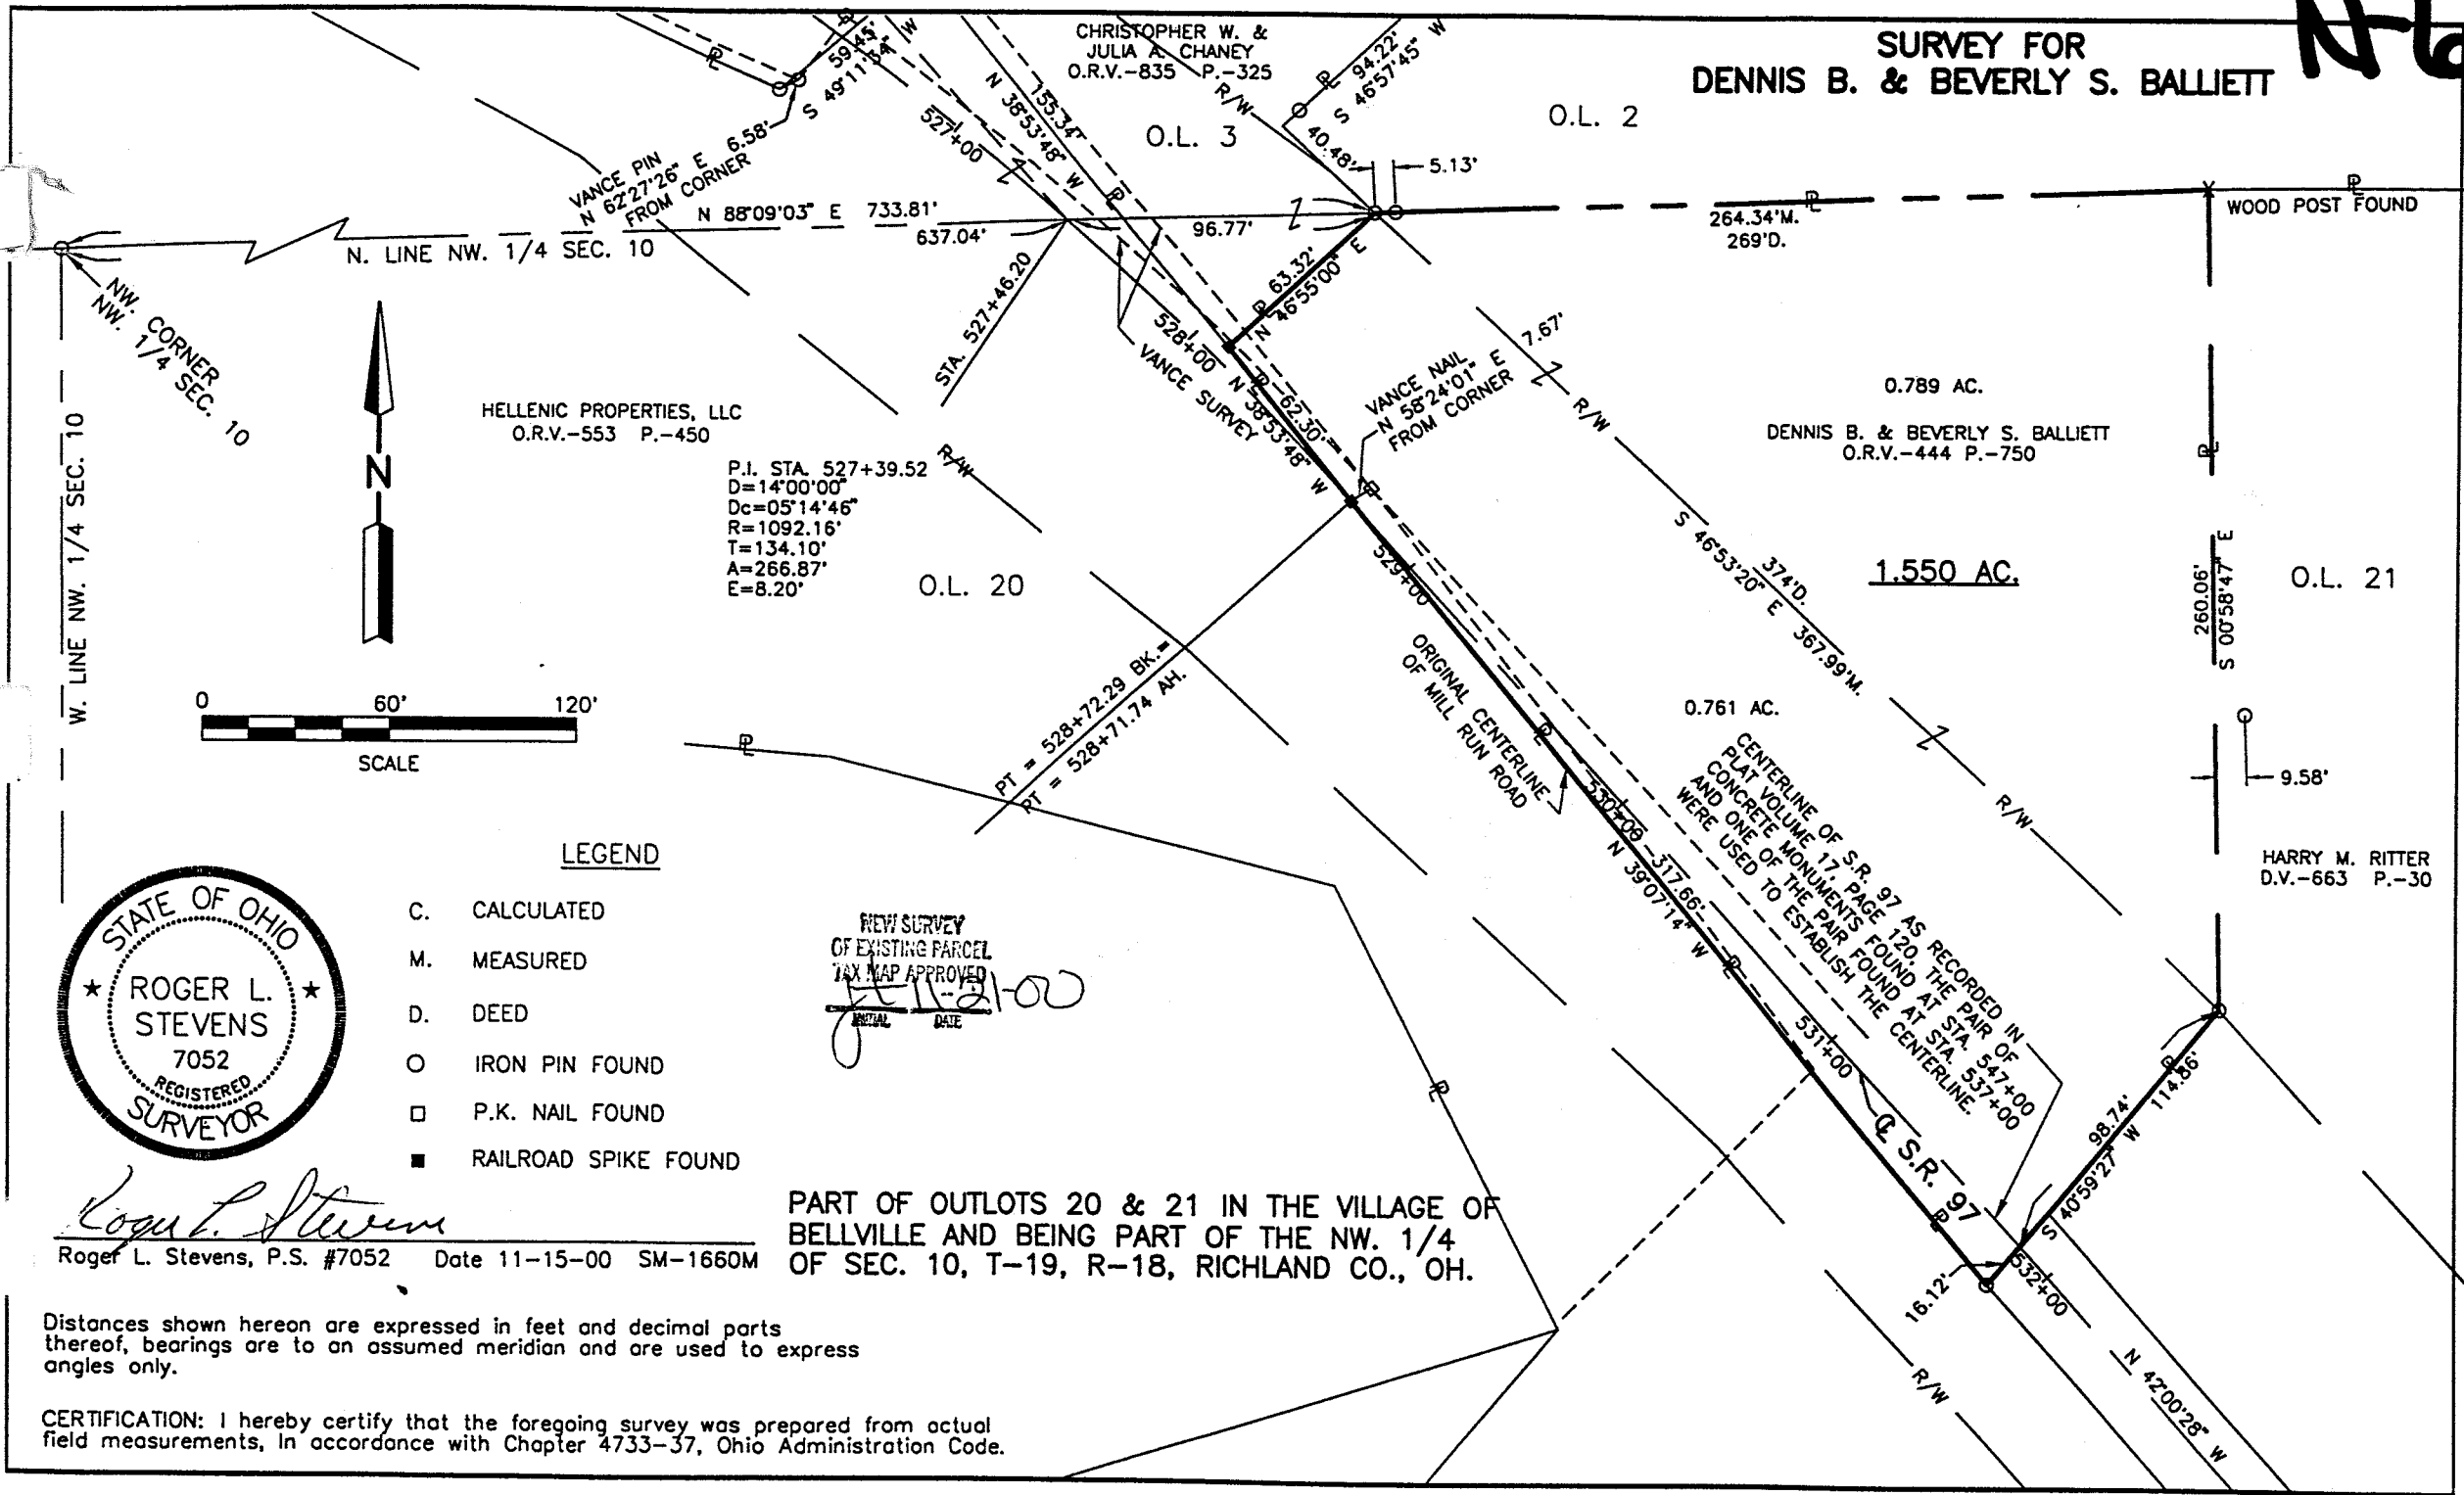 SURVEY FOR
DENNIS B. & BEVERLY S. BALLIETT
CHRISTOPHER W. &
JULIA A. CHANEY
O.R.V.-835 P.-325
O.L. 3
O.L. 2
R/W
94.22'
S 46°57'45" W
40.48'
5.13'
59.45'
S 49°11'34" W
VANCE PIN
N 62°27'26" E 6.58'
FROM CORNER
527+00
155.34'
N 38°53'48" W
N 88°09'03" E 733.81'
637.04'
96.77'
N. LINE NW. 1/4 SEC. 10
264.34'M.
269'D.
WOOD POST FOUND
NW. CORNER
NW. 1/4 SEC. 10
W. LINE NW. 1/4 SEC. 10
STA. 527+46.20
63.32'
N 46°55'00" E
528+00
VANCE SURVEY
62.30'
N 38°53'48" W
VANCE NAIL
N 58°24'01" E 7.67'
FROM CORNER
R/W
0.789 AC.
DENNIS B. & BEVERLY S. BALLIETT
O.R.V.-444 P.-750
HELLENIC PROPERTIES, LLC
O.R.V.-553 P.-450
N
R/W
P.I. STA. 527+39.52
D=14°00'00"
Dc=05°14'46"
R=1092.16'
T=134.10'
A=266.87'
E=8.20'
O.L. 20
529+00
374'D.
S 46°53'20" E 367.99'M.
1.550 AC.
260.06'
S 00°58'47" E
O.L. 21
0 60' 120'
SCALE
PT = 528+72.29 BK.=
PT = 528+71.74 AH.
ORIGINAL CENTERLINE
OF MILL RUN ROAD
0.761 AC.
9.58'
R/W
530+00
317.66'
N 39°07'14" W
CENTERLINE OF S.R. 97 AS RECORDED IN
PLAT VOLUME 17, PAGE 120. THE PAIR OF
CONCRETE MONUMENTS FOUND AT STA. 547+00
AND ONE OF THE PAIR FOUND AT STA. 537+00
WERE USED TO ESTABLISH THE CENTERLINE.
HARRY M. RITTER
D.V.-663 P.-30
LEGEND
C. CALCULATED
M. MEASURED
D. DEED
IRON PIN FOUND
P.K. NAIL FOUND
RAILROAD SPIKE FOUND
STATE OF OHIO
ROGER L.
STEVENS
7052
REGISTERED
SURVEYOR
NEW SURVEY
OF EXISTING PARCEL
TAX MAP APPROVED
11-21-00
INITIAL DATE
531+00
℄ S.R. 97
98.74'
114.86'
S 40°59'27" W
16.12'
532+00
N 42°00'28" W
R/W
Roger L. Stevens
Roger L. Stevens, P.S. #7052 Date 11-15-00 SM-1660M
PART OF OUTLOTS 20 & 21 IN THE VILLAGE OF
BELLVILLE AND BEING PART OF THE NW. 1/4
OF SEC. 10, T-19, R-18, RICHLAND CO., OH.
Distances shown hereon are expressed in feet and decimal parts
thereof, bearings are to an assumed meridian and are used to express
angles only.
CERTIFICATION: I hereby certify that the foregoing survey was prepared from actual
field measurements, In accordance with Chapter 4733-37, Ohio Administration Code.